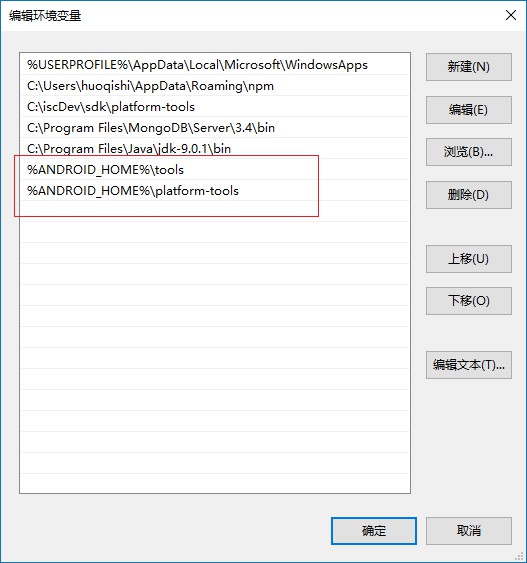 编辑环境变量
%USERPROFILE%\AppData\Local\Microsoft\WindowsApps
C:\Users\huoqishi\AppData\Roaming\npm
C:\iscDev\sdk\platform-tools
C:\Program Files\MongoDB\Server\3.4\bin
C:\Program Files\Java\jdk-9.0.1\bin
%ANDROID_HOME%\tools
%ANDROID_HOME%\platform-tools
新建(N)
编辑(E)
浏览(B)...
删除(D)
上移(U)
下移(O)
编辑文本(T)...
确定
取消